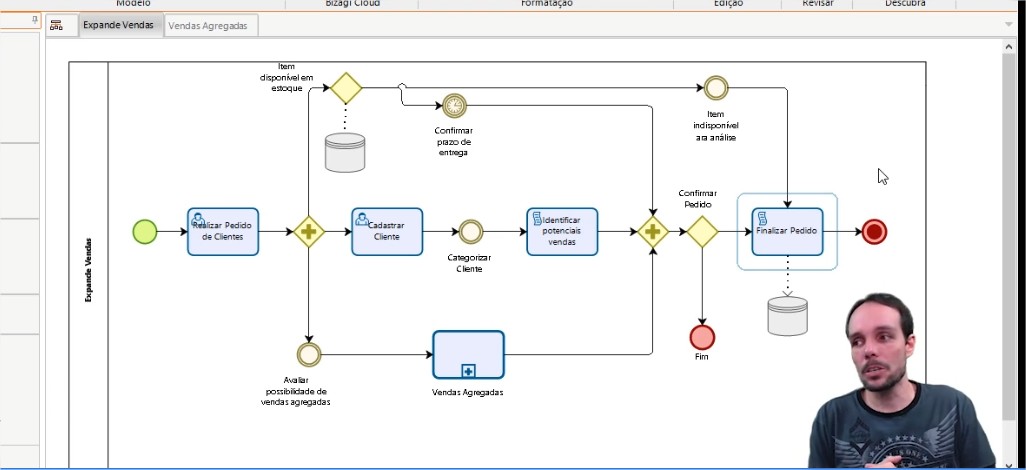 Modelo
Bizagi Cloud
Formatação
Edição
Revisar
Descubra
Expande Vendas
Vendas Agregadas
Item
disponível em
estoque
Confirmar
prazo de
entrega
Item
indisponível
ara análise
Confirmar
Pedido
Realizar Pedido
de Clientes
Cadastrar
Cliente
Categorizar
Cliente
Identificar
potenciais
vendas
Finalizar Pedido
Expande Vendas
Fim
Avaliar
possibilidade de
vendas agregadas
Vendas Agregadas